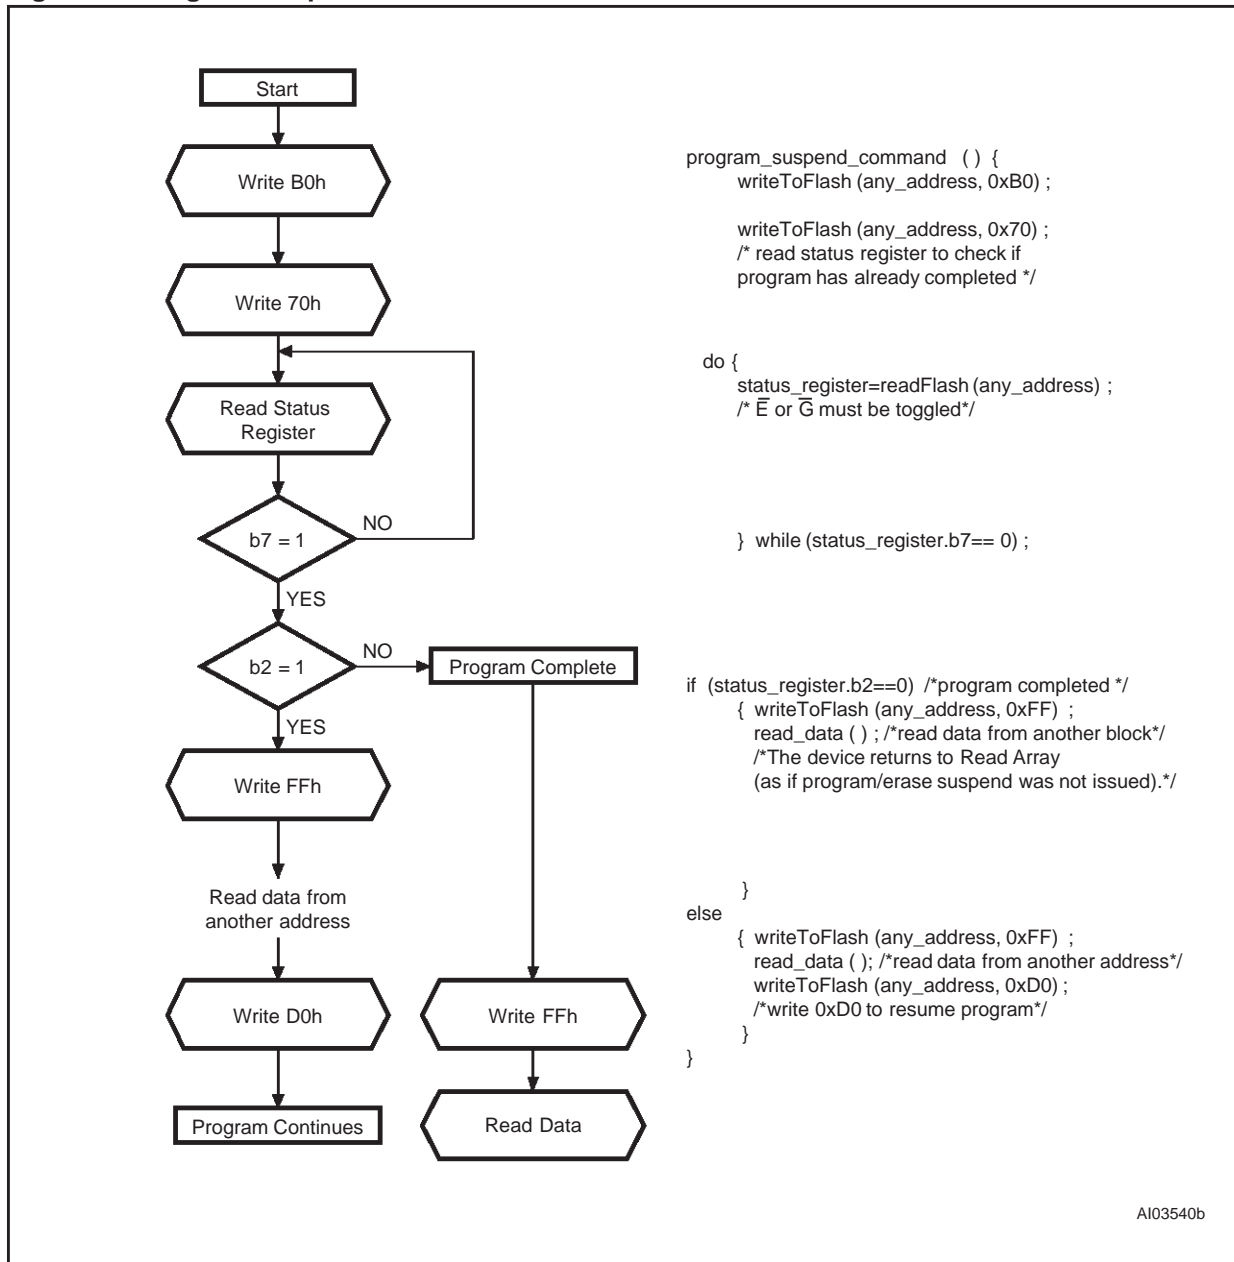 Start
Write B0h
Write 70h
Read Status
Register
NO
b7 = 1
YES
NO
b2 = 1
Program Complete
YES
Write FFh
Read data from
another address
Write D0h
Write FFh
Program Continues
Read Data
program_suspend_command ( ) {
writeToFlash (any_address, 0xB0) ;
writeToFlash (any_address, 0x70) ;
/* read status register to check if
program has already completed */
do {
status_register=readFlash (any_address) ;
/* E̅ or G̅ must be toggled*/
} while (status_register.b7== 0) ;
if (status_register.b2==0) /*program completed */
{ writeToFlash (any_address, 0xFF) ;
read_data ( ) ; /*read data from another block*/
/*The device returns to Read Array
(as if program/erase suspend was not issued).*/
}
else
{ writeToFlash (any_address, 0xFF) ;
read_data ( ); /*read data from another address*/
writeToFlash (any_address, 0xD0) ;
/*write 0xD0 to resume program*/
}
}
AI03540b